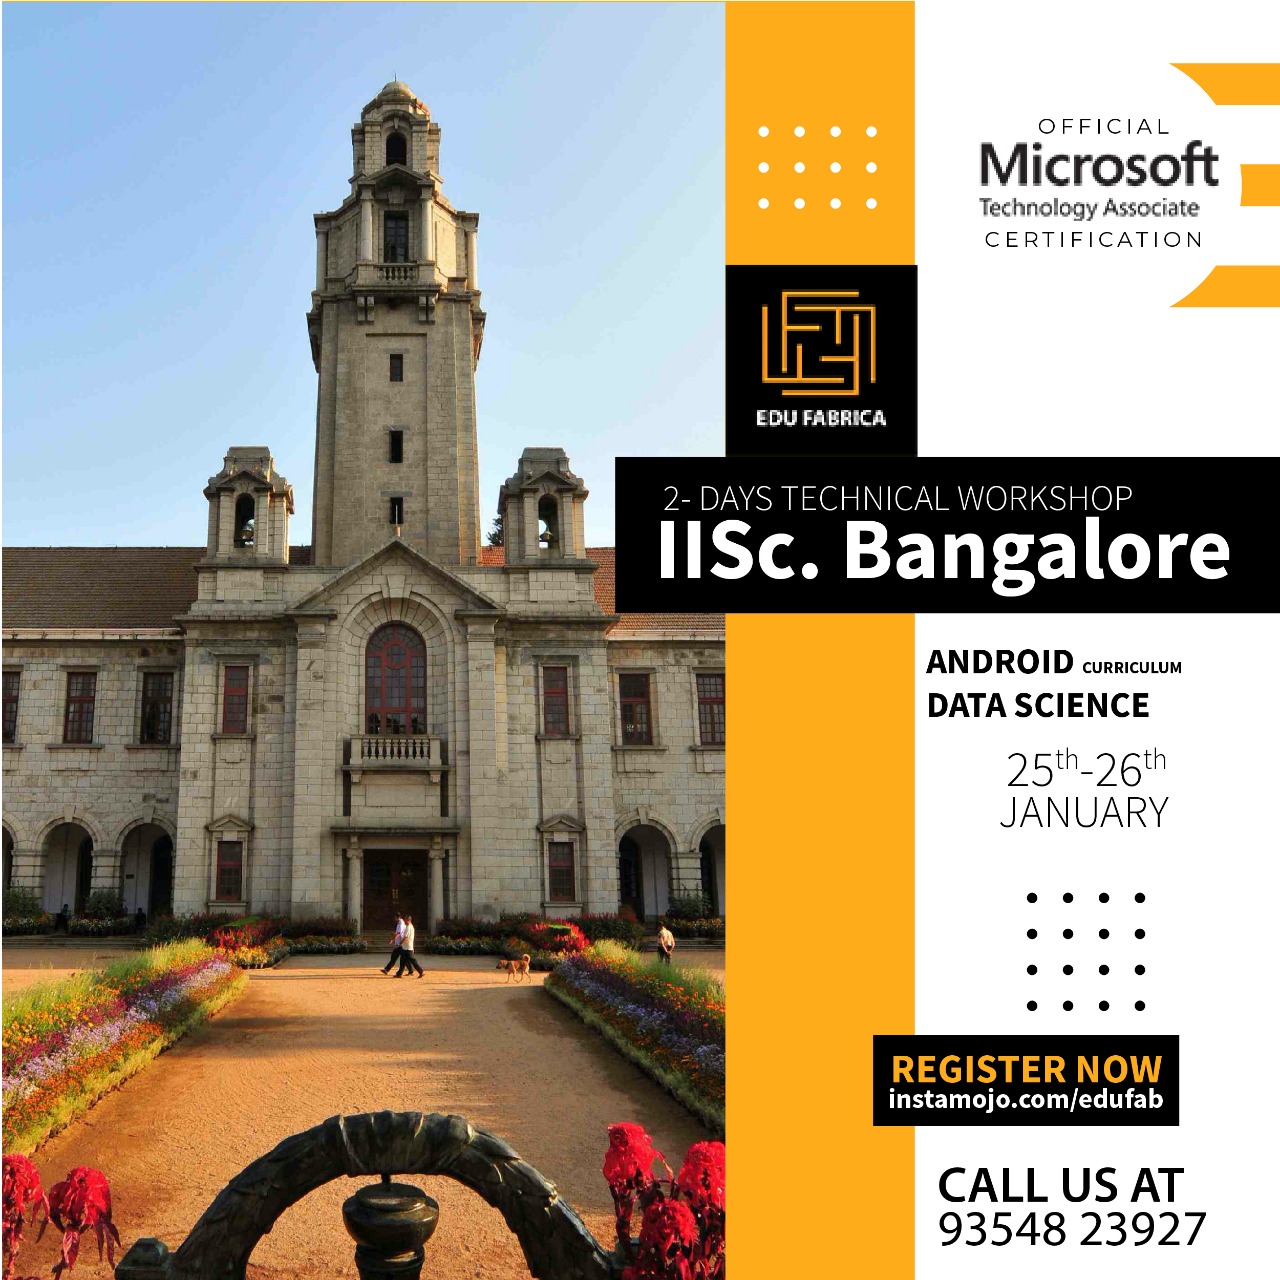 OFFICIAL
Microsoft
Technology Associate
CERTIFICATION
EDU FABRICA
2- DAYS TECHNICAL WORKSHOP
IISc. Bangalore
ANDROID CURRICULUM
DATA SCIENCE
25th-26th
JANUARY
REGISTER NOW
instamojo.com/edufab
CALL US AT
93548 23927